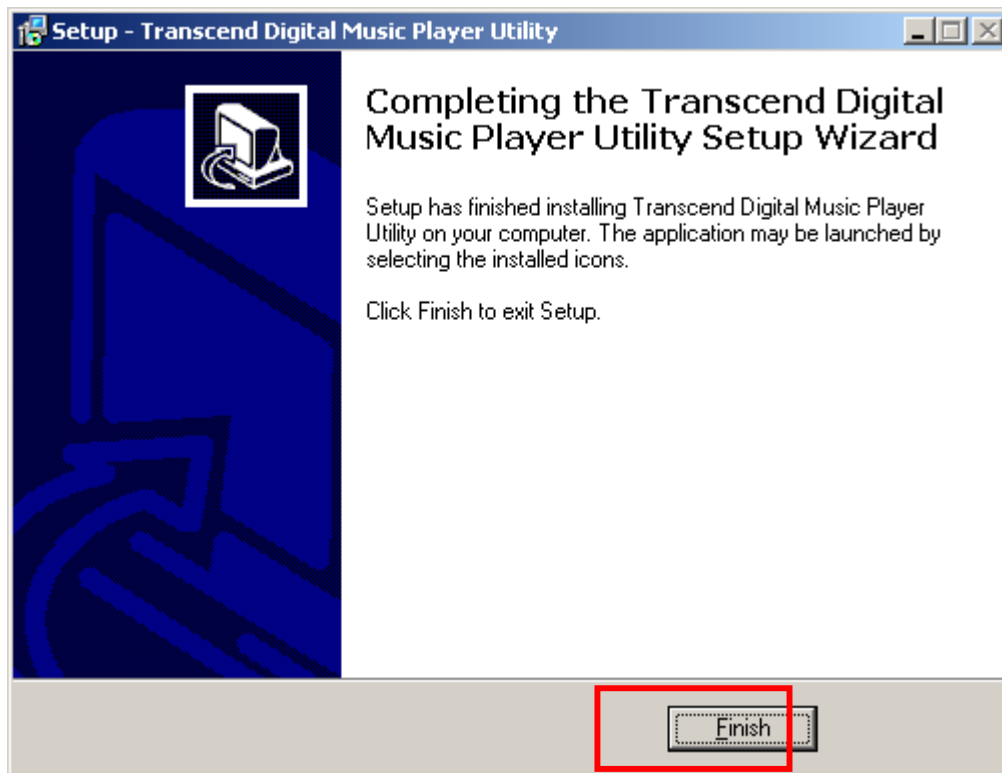 Setup - Transcend Digital Music Player Utility
Completing the Transcend Digital
Music Player Utility Setup Wizard
Setup has finished installing Transcend Digital Music Player
Utility on your computer. The application may be launched by
selecting the installed icons.
Click Finish to exit Setup.
Finish